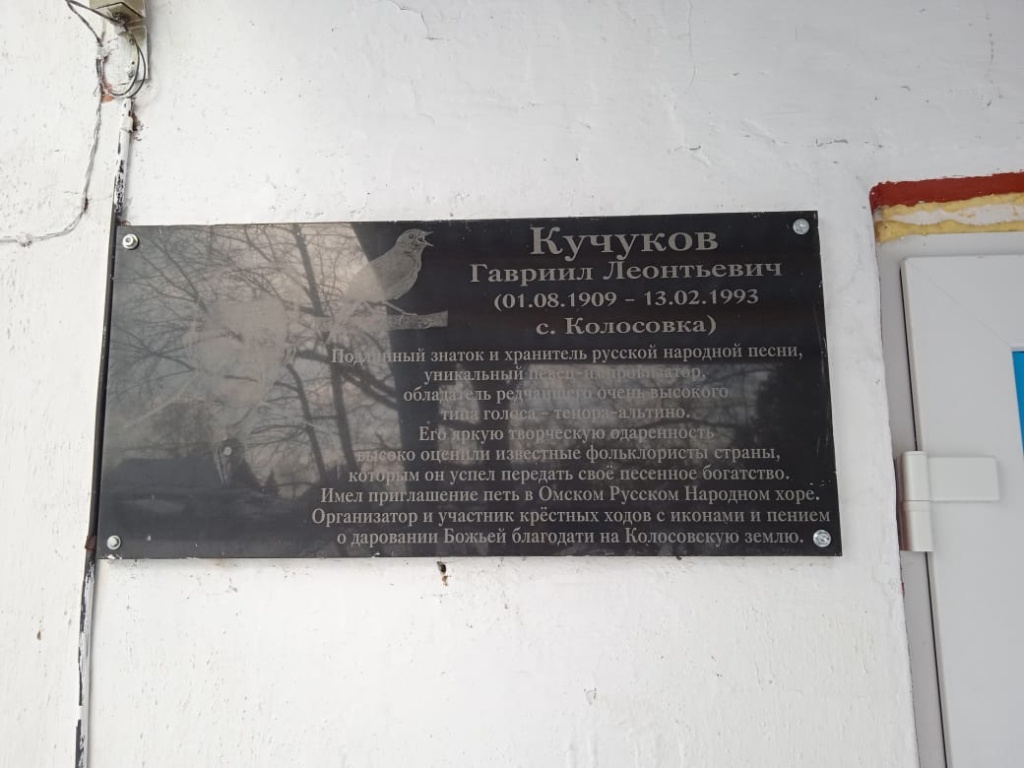 Кучуков
Гавриил Леонтьевич
(01.08.1909 - 13.02.1993
с. Колосовка)
Подлинный знаток и хранитель русской народной песни,
уникальный певец-импровизатор,
обладатель редчайшего очень высокого
типа голоса - тенора-альтино.
Его яркую творческую одаренность
высоко оценили известные фольклористы страны,
которым он успел передать своё песенное богатство.
Имел приглашение петь в Омском Русском Народном хоре.
Организатор и участник крёстных ходов с иконами и пением
о даровании Божьей благодати на Колосовскую землю.